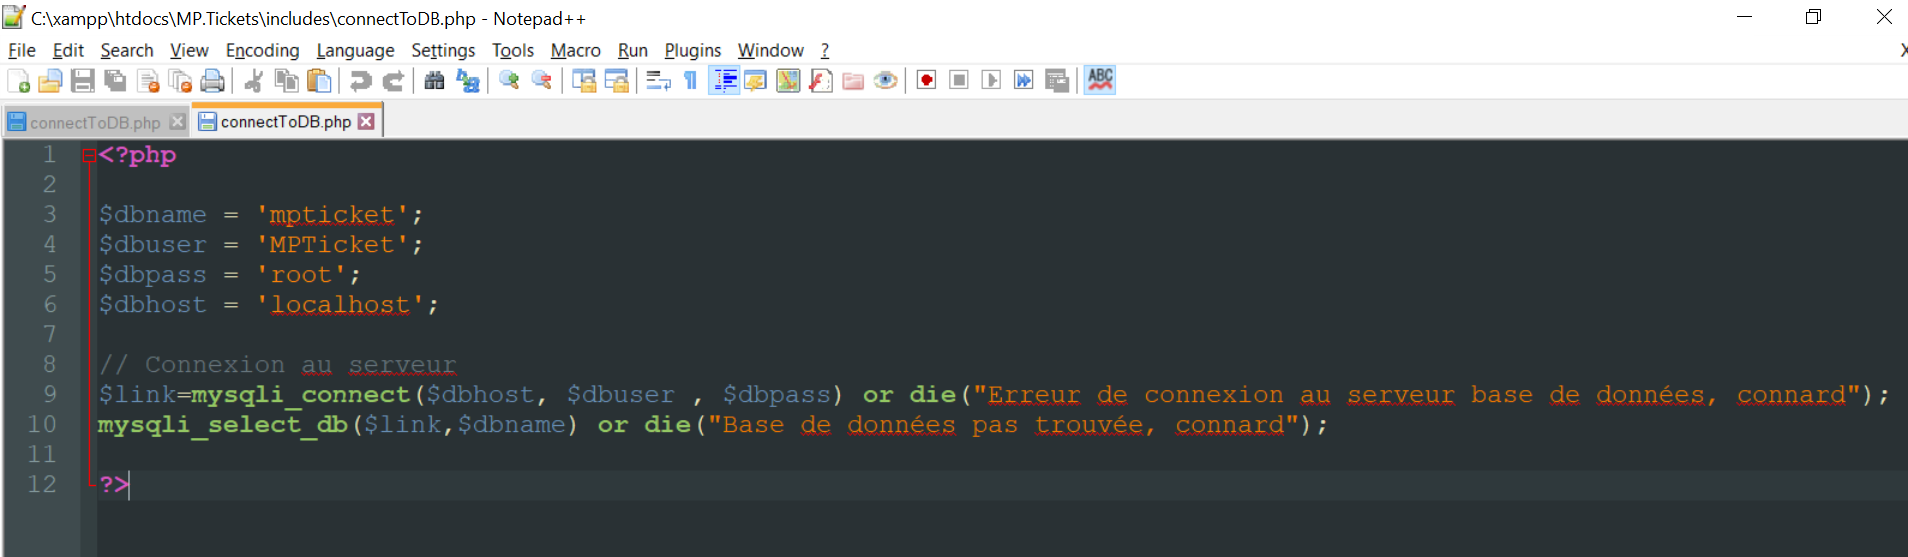 C:\xampp\htdocs\MP.Tickets\includes\connectToDB.php - Notepad++
File Edit Search View Encoding Language Settings Tools Macro Run Plugins Window ?
X
ABC
connectToDB.php connectToDB.php
1 <?php
2
3 $dbname = 'mpticket';
4 $dbuser = 'MPTicket';
5 $dbpass = 'root';
6 $dbhost = 'localhost';
7
8 // Connexion au serveur
9 $link=mysqli_connect($dbhost, $dbuser , $dbpass) or die("Erreur de connexion au serveur base de données, connard");
10 mysqli_select_db($link,$dbname) or die("Base de données pas trouvée, connard");
11
12 ?>